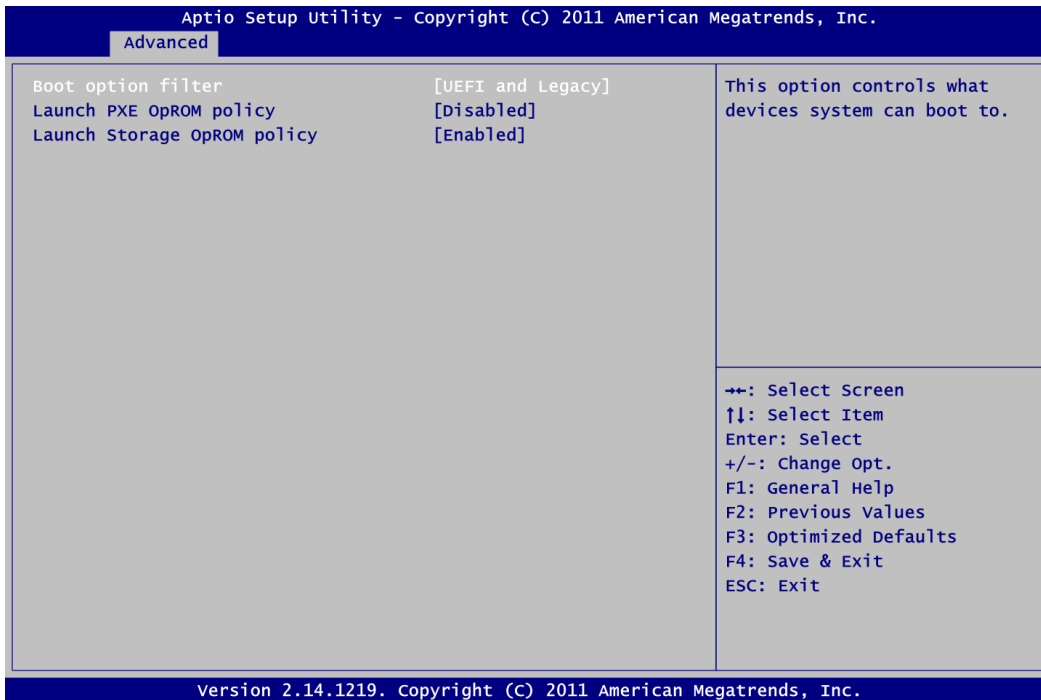 Aptio Setup Utility - Copyright (C) 2011 American Megatrends, Inc.
Advanced
Boot option filter [UEFI and Legacy]
Launch PXE OpROM policy [Disabled]
Launch Storage OpROM policy [Enabled]
This option controls what
devices system can boot to.
→←: Select Screen
↑↓: Select Item
Enter: Select
+/-: Change Opt.
F1: General Help
F2: Previous Values
F3: Optimized Defaults
F4: Save & Exit
ESC: Exit
Version 2.14.1219. Copyright (C) 2011 American Megatrends, Inc.